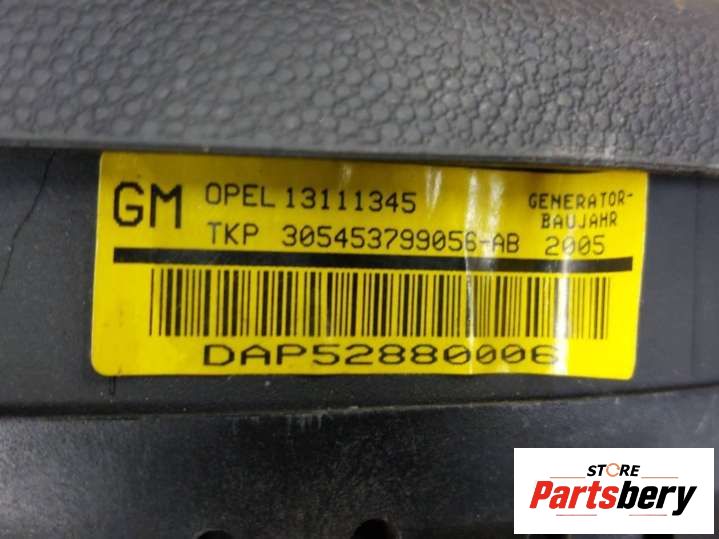 GM OPEL 13111345 GENERATOR-
BAUJAHR
TKP 305453799056-AB 2005
DAP52880006
STORE
Partsbery